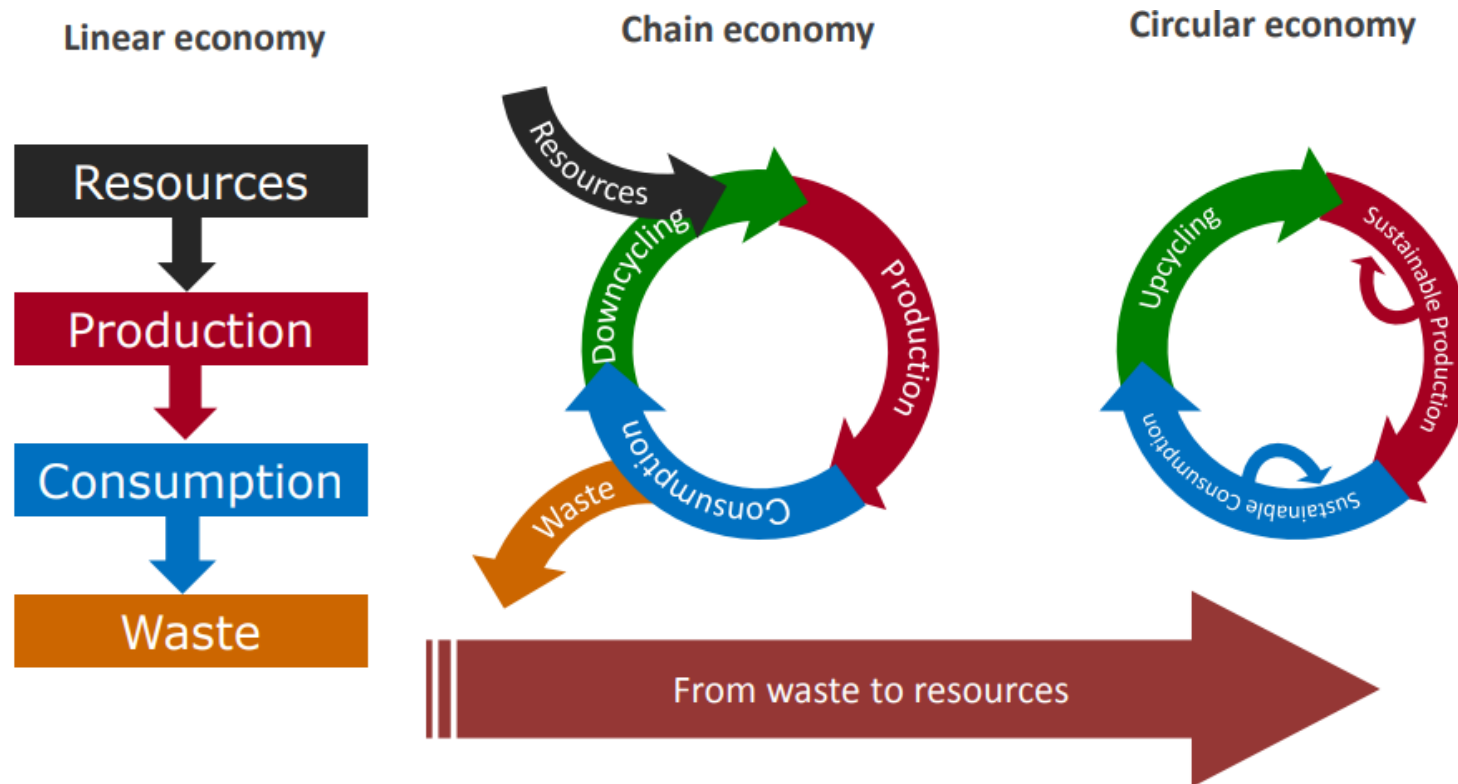 Linear economy
Chain economy
Circular economy
Resources
Production
Consumption
Waste
Resources
Downcycling
Production
Consumption
Waste
Upcycling
Sustainable Production
Sustainable Consumption
From waste to resources